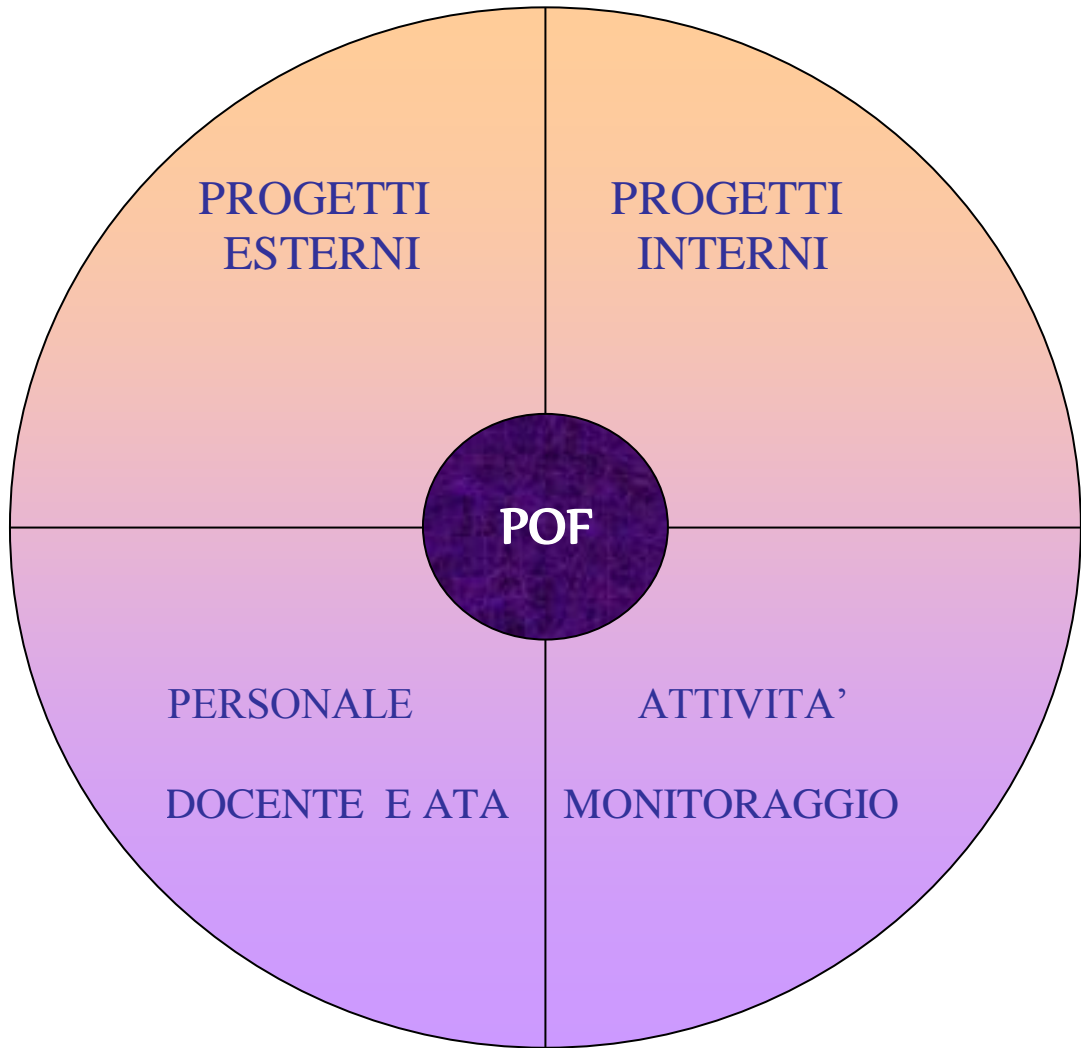 PROGETTI
ESTERNI
PROGETTI
INTERNI
POF
PERSONALE
DOCENTE E ATA
ATTIVITA’
MONITORAGGIO